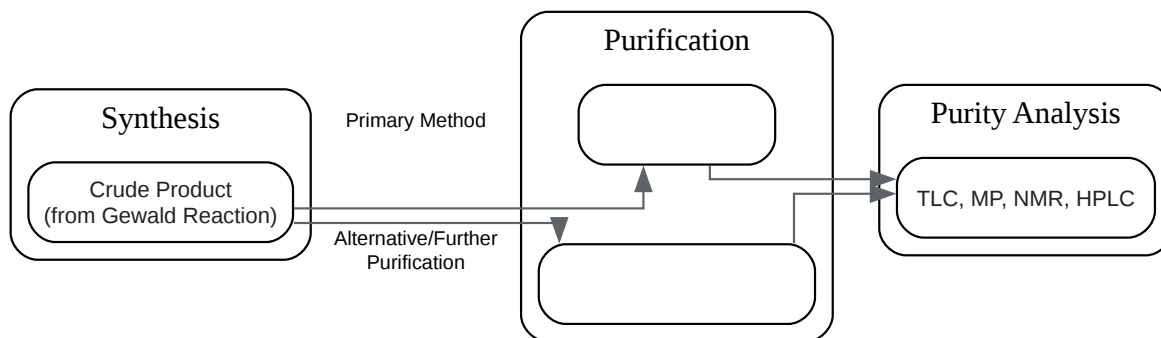 Synthesis
Crude Product
(from Gewald Reaction)
Primary Method
Alternative/Further
Purification
Purification
Purity Analysis
TLC, MP, NMR, HPLC